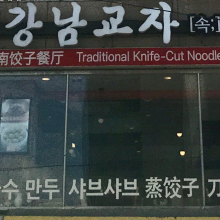 강남교자 [속;
南饺子餐厅 Traditional Knife-Cut Noodle
수 만두 샤브샤브 蒸饺子 刀